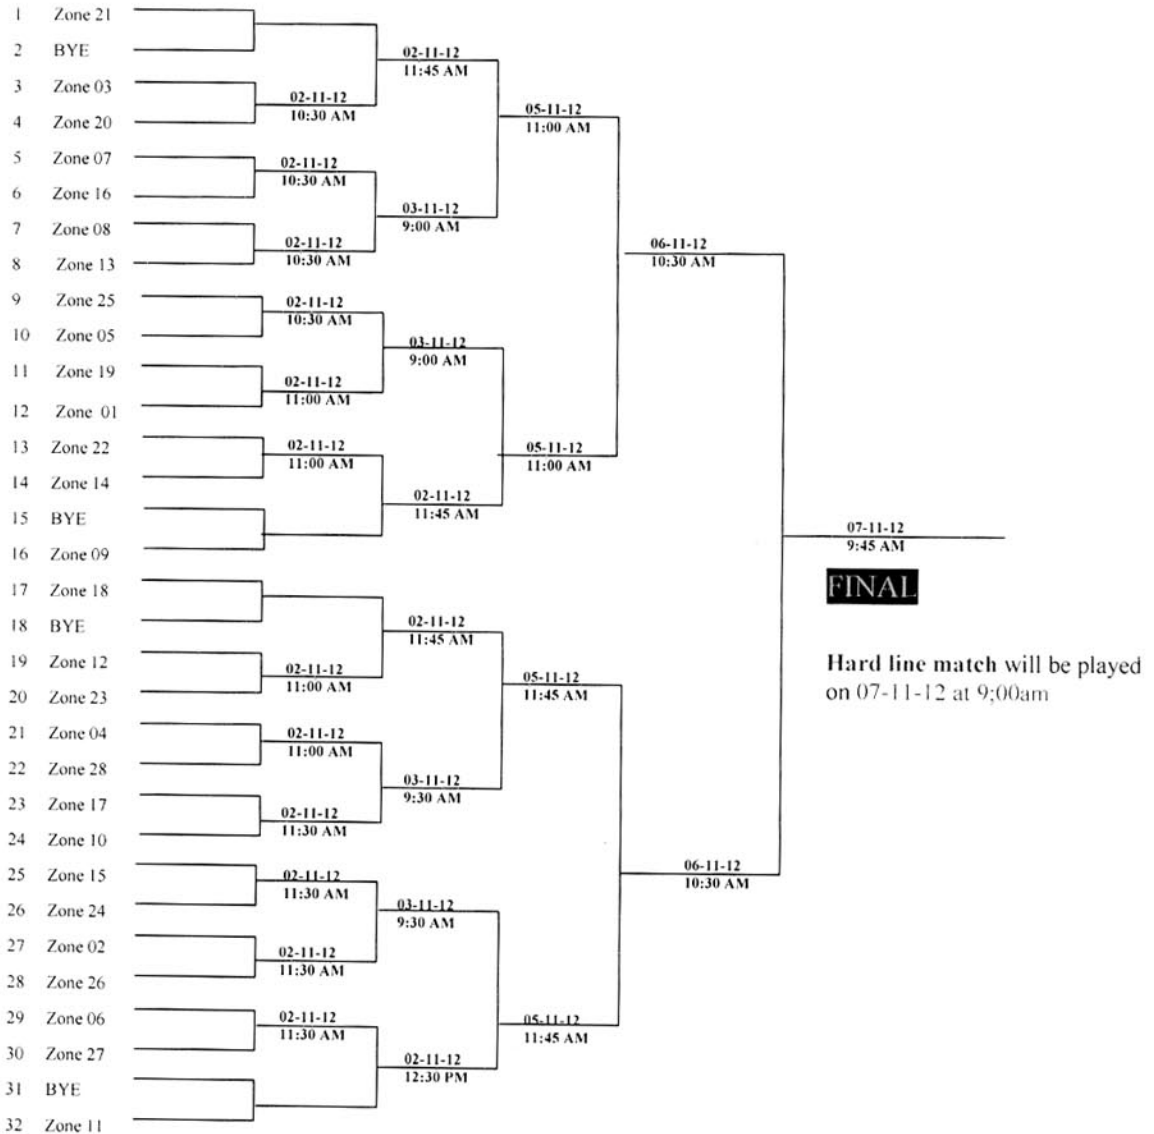 1 Zone 21
2 BYE
3 Zone 03
4 Zone 20
5 Zone 07
6 Zone 16
7 Zone 08
8 Zone 13
9 Zone 25
10 Zone 05
11 Zone 19
12 Zone 01
13 Zone 22
14 Zone 14
15 BYE
16 Zone 09
17 Zone 18
18 BYE
19 Zone 12
20 Zone 23
21 Zone 04
22 Zone 28
23 Zone 17
24 Zone 10
25 Zone 15
26 Zone 24
27 Zone 02
28 Zone 26
29 Zone 06
30 Zone 27
31 BYE
32 Zone 11
02-11-12
10:30 AM
02-11-12
10:30 AM
02-11-12
10:30 AM
02-11-12
10:30 AM
02-11-12
11:00 AM
02-11-12
11:00 AM
02-11-12
11:00 AM
02-11-12
11:00 AM
02-11-12
11:30 AM
02-11-12
11:30 AM
02-11-12
11:30 AM
02-11-12
11:30 AM
02-11-12
11:45 AM
03-11-12
9:00 AM
03-11-12
9:00 AM
02-11-12
11:45 AM
02-11-12
11:45 AM
03-11-12
9:30 AM
03-11-12
9:30 AM
02-11-12
12:30 PM
05-11-12
11:00 AM
05-11-12
11:00 AM
05-11-12
11:45 AM
05-11-12
11:45 AM
06-11-12
10:30 AM
06-11-12
10:30 AM
07-11-12
9:45 AM
FINAL
Hard line match will be played
on 07-11-12 at 9;00am